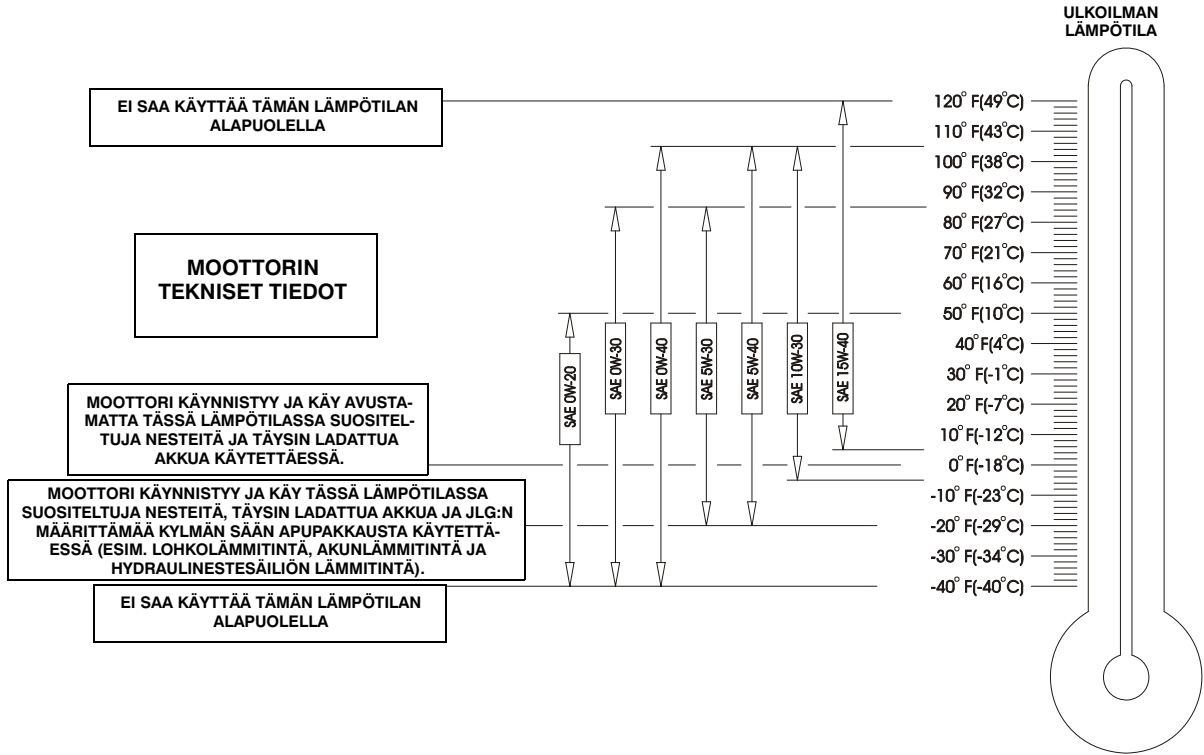 ULKOILMAN
LÄMPÖTILA
EI SAA KÄYTTÄÄ TÄMÄN LÄMPÖTILAN
ALAPUOLELLA
MOOTTORIN
TEKNISET TIEDOT
MOOTTORI KÄYNNISTYY JA KÄY AVUSTA-
MATTA TÄSSÄ LÄMPÖTILASSA SUOSITEL-
TUJA NESTEITÄ JA TÄYSIN LADATTUA
AKKUA KÄYTETTÄESSÄ.
MOOTTORI KÄYNNISTYY JA KÄY TÄSSÄ LÄMPÖTILASSA
SUOSITELTUJA NESTEITÄ, TÄYSIN LADATTUA AKKUA JA JLG:N
MÄÄRITTÄMÄÄ KYLMÄN SÄÄN APUPAKKAUSTA KÄYTETTÄ-
ESSÄ (ESIM. LOHKOLÄMMITINTÄ, AKUNLÄMMITINTÄ JA
HYDRAULINESTESÄILIÖN LÄMMITINTÄ).
EI SAA KÄYTTÄÄ TÄMÄN LÄMPÖTILAN
ALAPUOLELLA
SAE 0W-20
SAE 0W-30
SAE 0W-40
SAE 5W-30
SAE 5W-40
SAE 10W-30
SAE 15W-40
120° F(49°C)
110° F(43°C)
100° F(38°C)
90° F(32°C)
80° F(27°C)
70° F(21°C)
60° F(16°C)
50° F(10°C)
40° F(4°C)
30° F(-1°C)
20° F(-7°C)
10° F(-12°C)
0° F(-18°C)
-10° F(-23°C)
-20° F(-29°C)
-30° F(-34°C)
-40° F(-40°C)